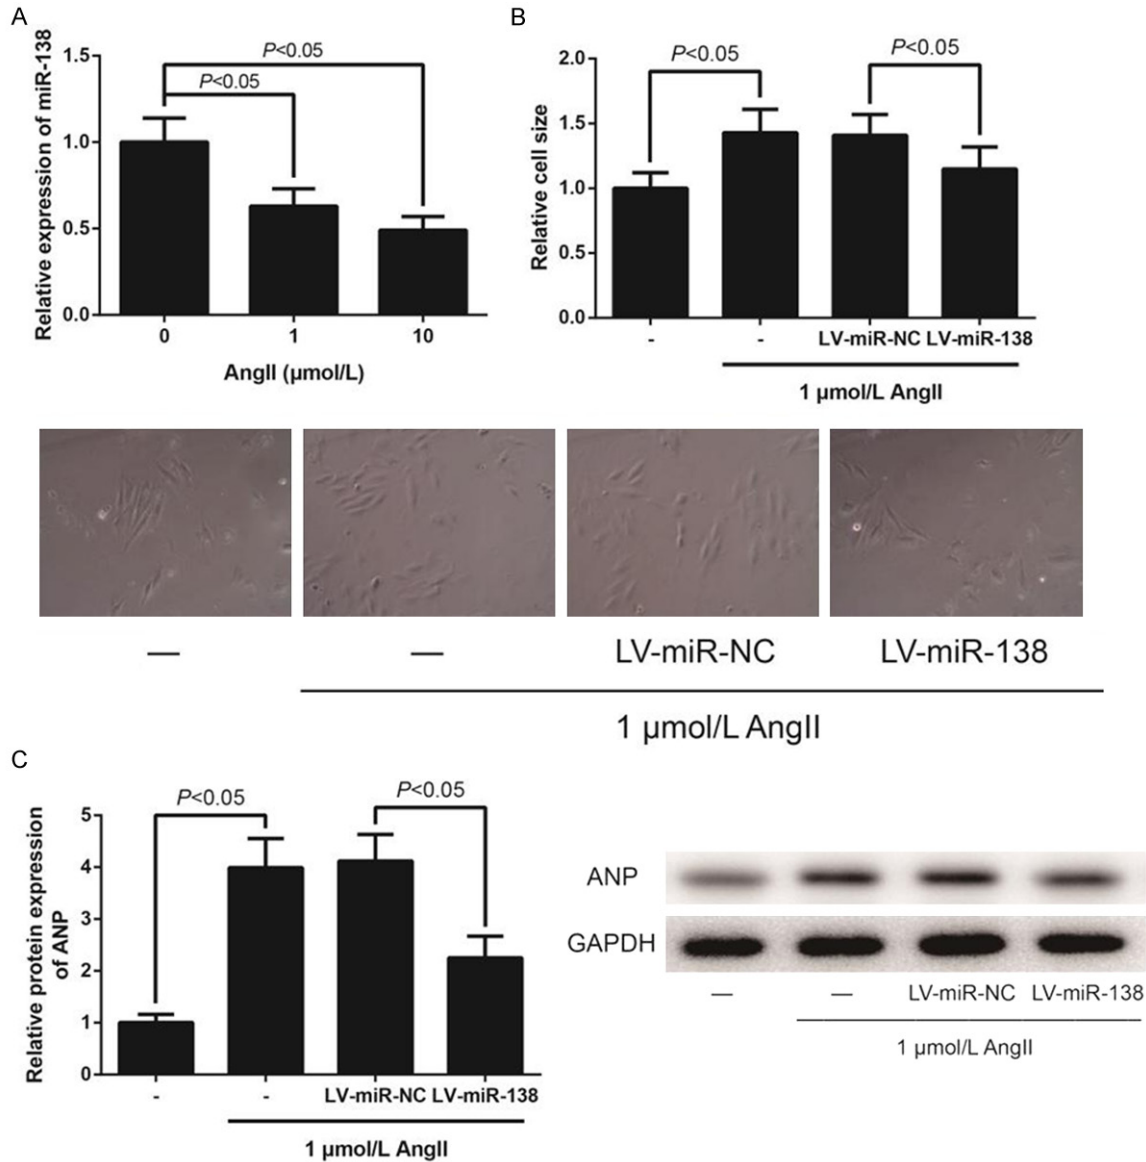 A
Relative expression of miR-138
1.5
1.0
0.5
0.0
P<0.05
P<0.05
0 1 10
AngII (µmol/L)
B
Relative cell size
2.0
1.5
1.0
0.5
0.0
P<0.05
P<0.05
- - LV-miR-NC LV-miR-138
1 µmol/L AngII
— — LV-miR-NC LV-miR-138
1 µmol/L AngII
C
Relative protein expression
of ANP
5
4
3
2
1
0
P<0.05
P<0.05
- - LV-miR-NC LV-miR-138
1 µmol/L AngII
ANP
GAPDH
— — LV-miR-NC LV-miR-138
1 µmol/L AngII